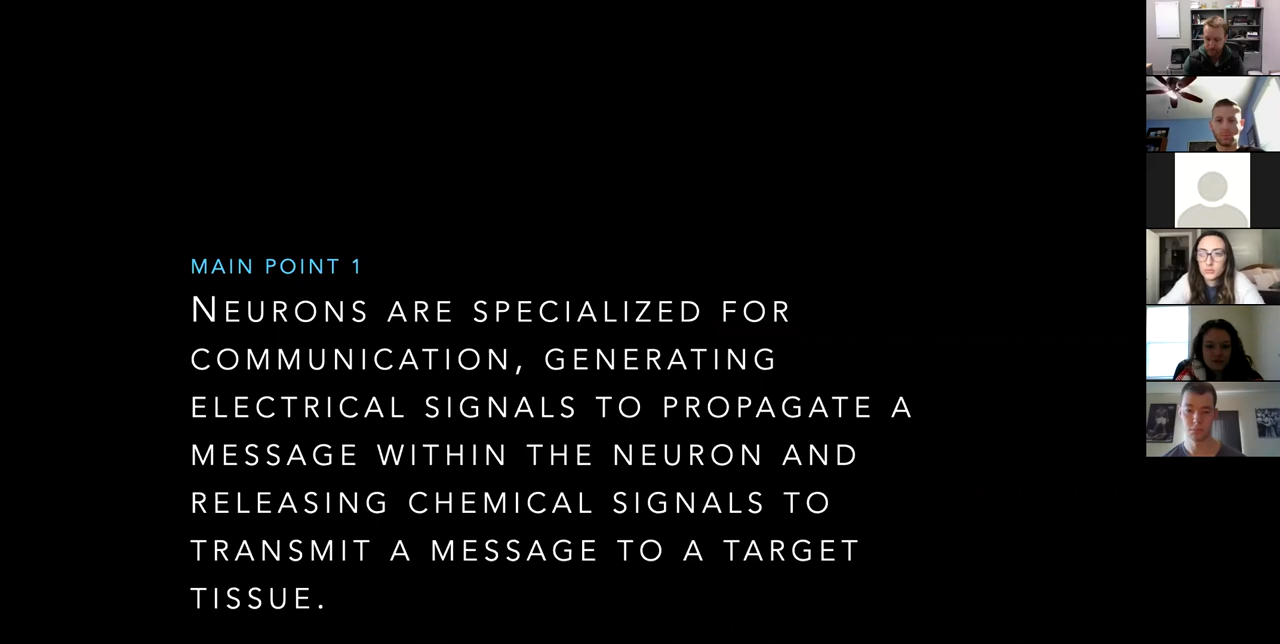 MAIN POINT 1
NEURONS ARE SPECIALIZED FOR
COMMUNICATION, GENERATING
ELECTRICAL SIGNALS TO PROPAGATE A
MESSAGE WITHIN THE NEURON AND
RELEASING CHEMICAL SIGNALS TO
TRANSMIT A MESSAGE TO A TARGET
TISSUE.